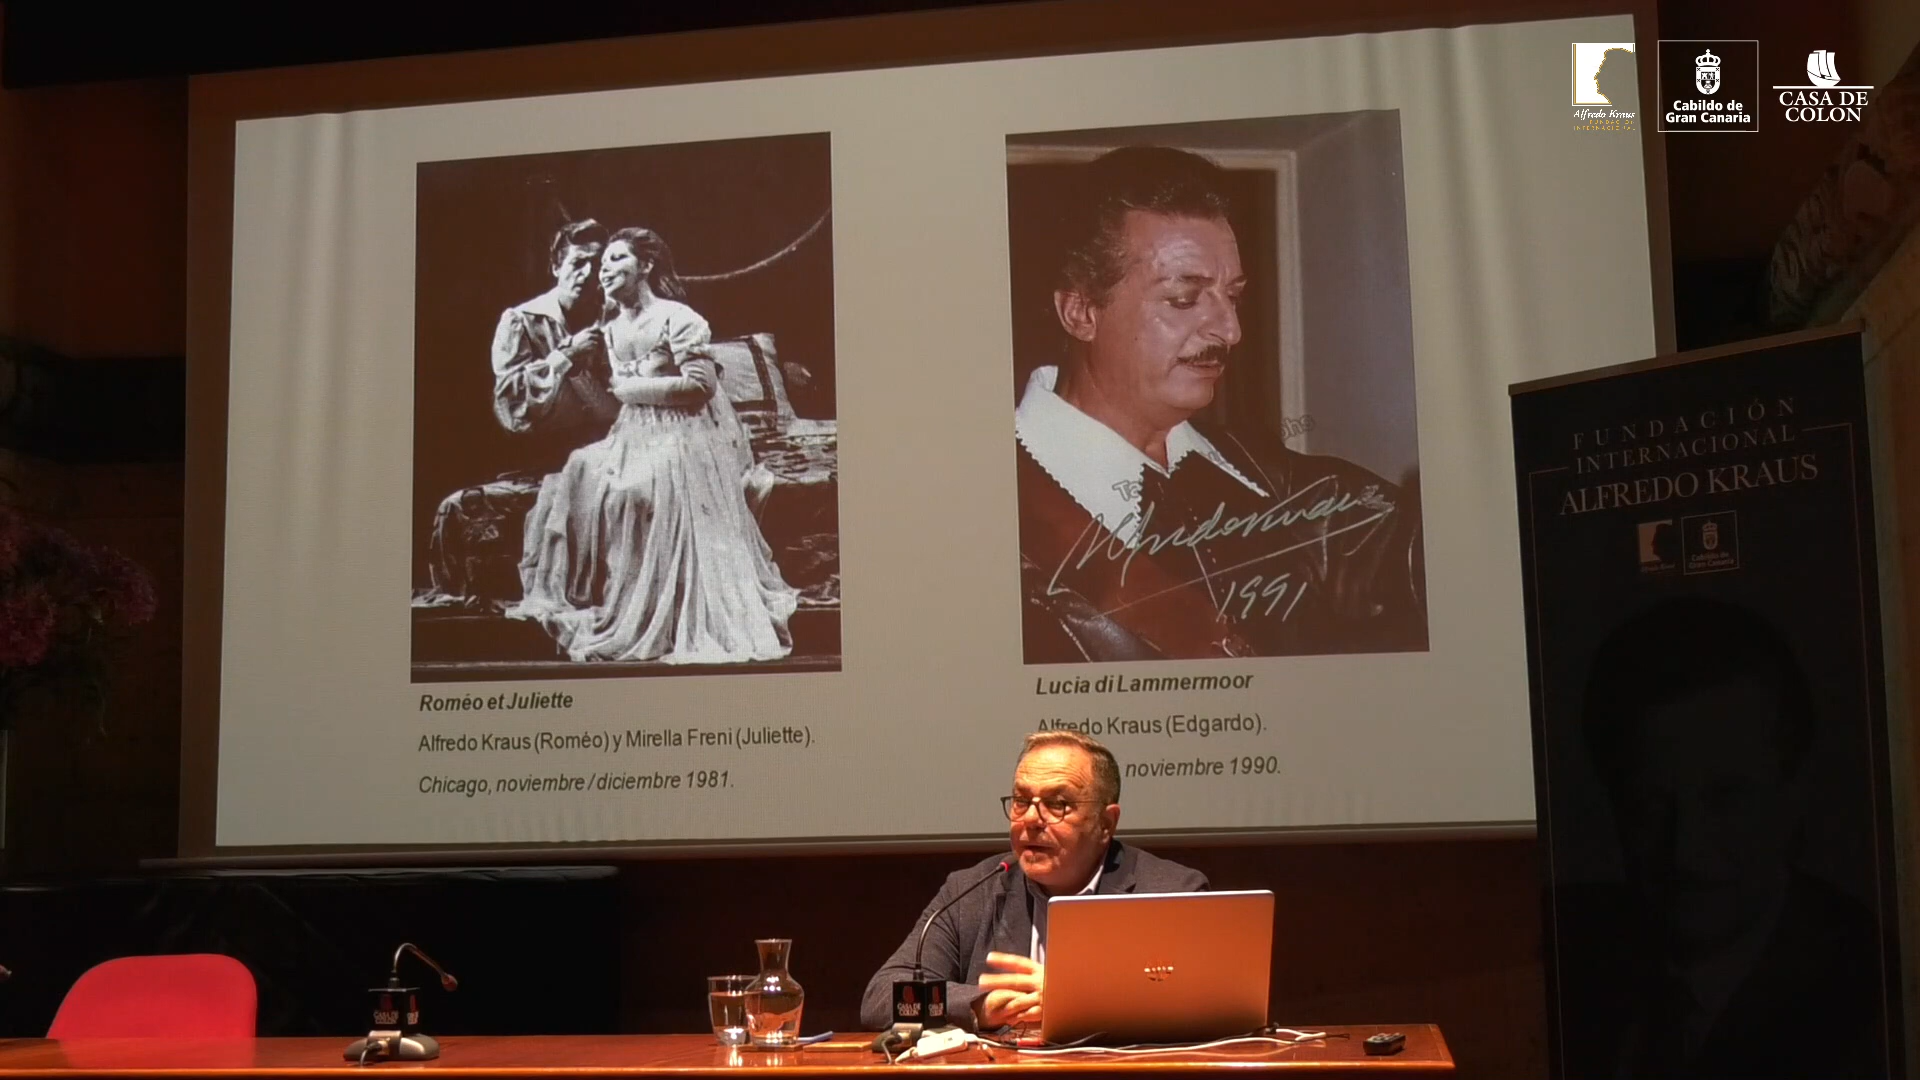 Alfredo Kraus
Cabildo de
Gran Canaria
CASA DE
COLON
1991
Roméo et Juliette
Alfredo Kraus (Roméo) y Mirella Freni (Juliette).
Chicago, noviembre / diciembre 1981.
Lucia di Lammermoor
Alfredo Kraus (Edgardo).
noviembre 1990.
FUNDACIÓN
INTERNACIONAL
ALFREDO KRAUS
Cabildo de
Gran Canaria
CASA DE
COLON
CASA DE
COLON
hp